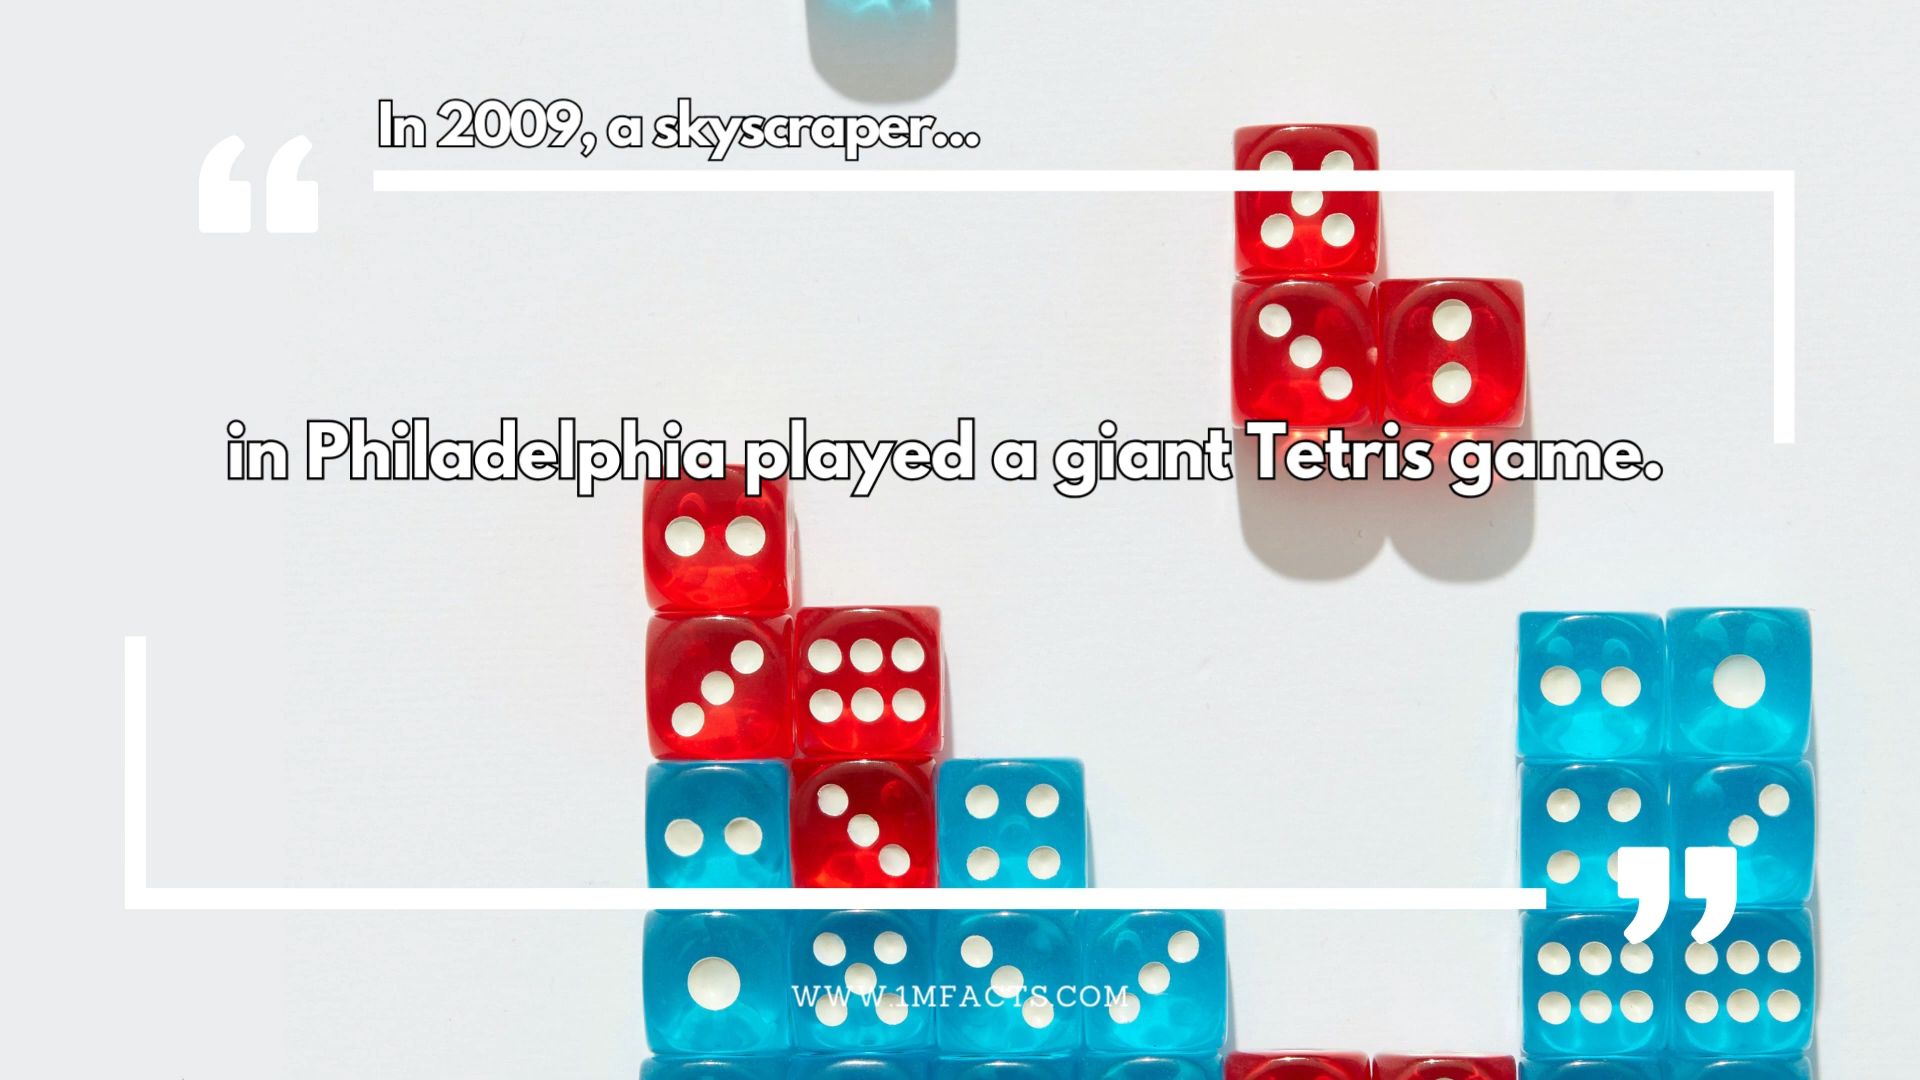 “
In 2009, a skyscraper...
in Philadelphia played a giant Tetris game.
”
WWW.1MFACTS.COM